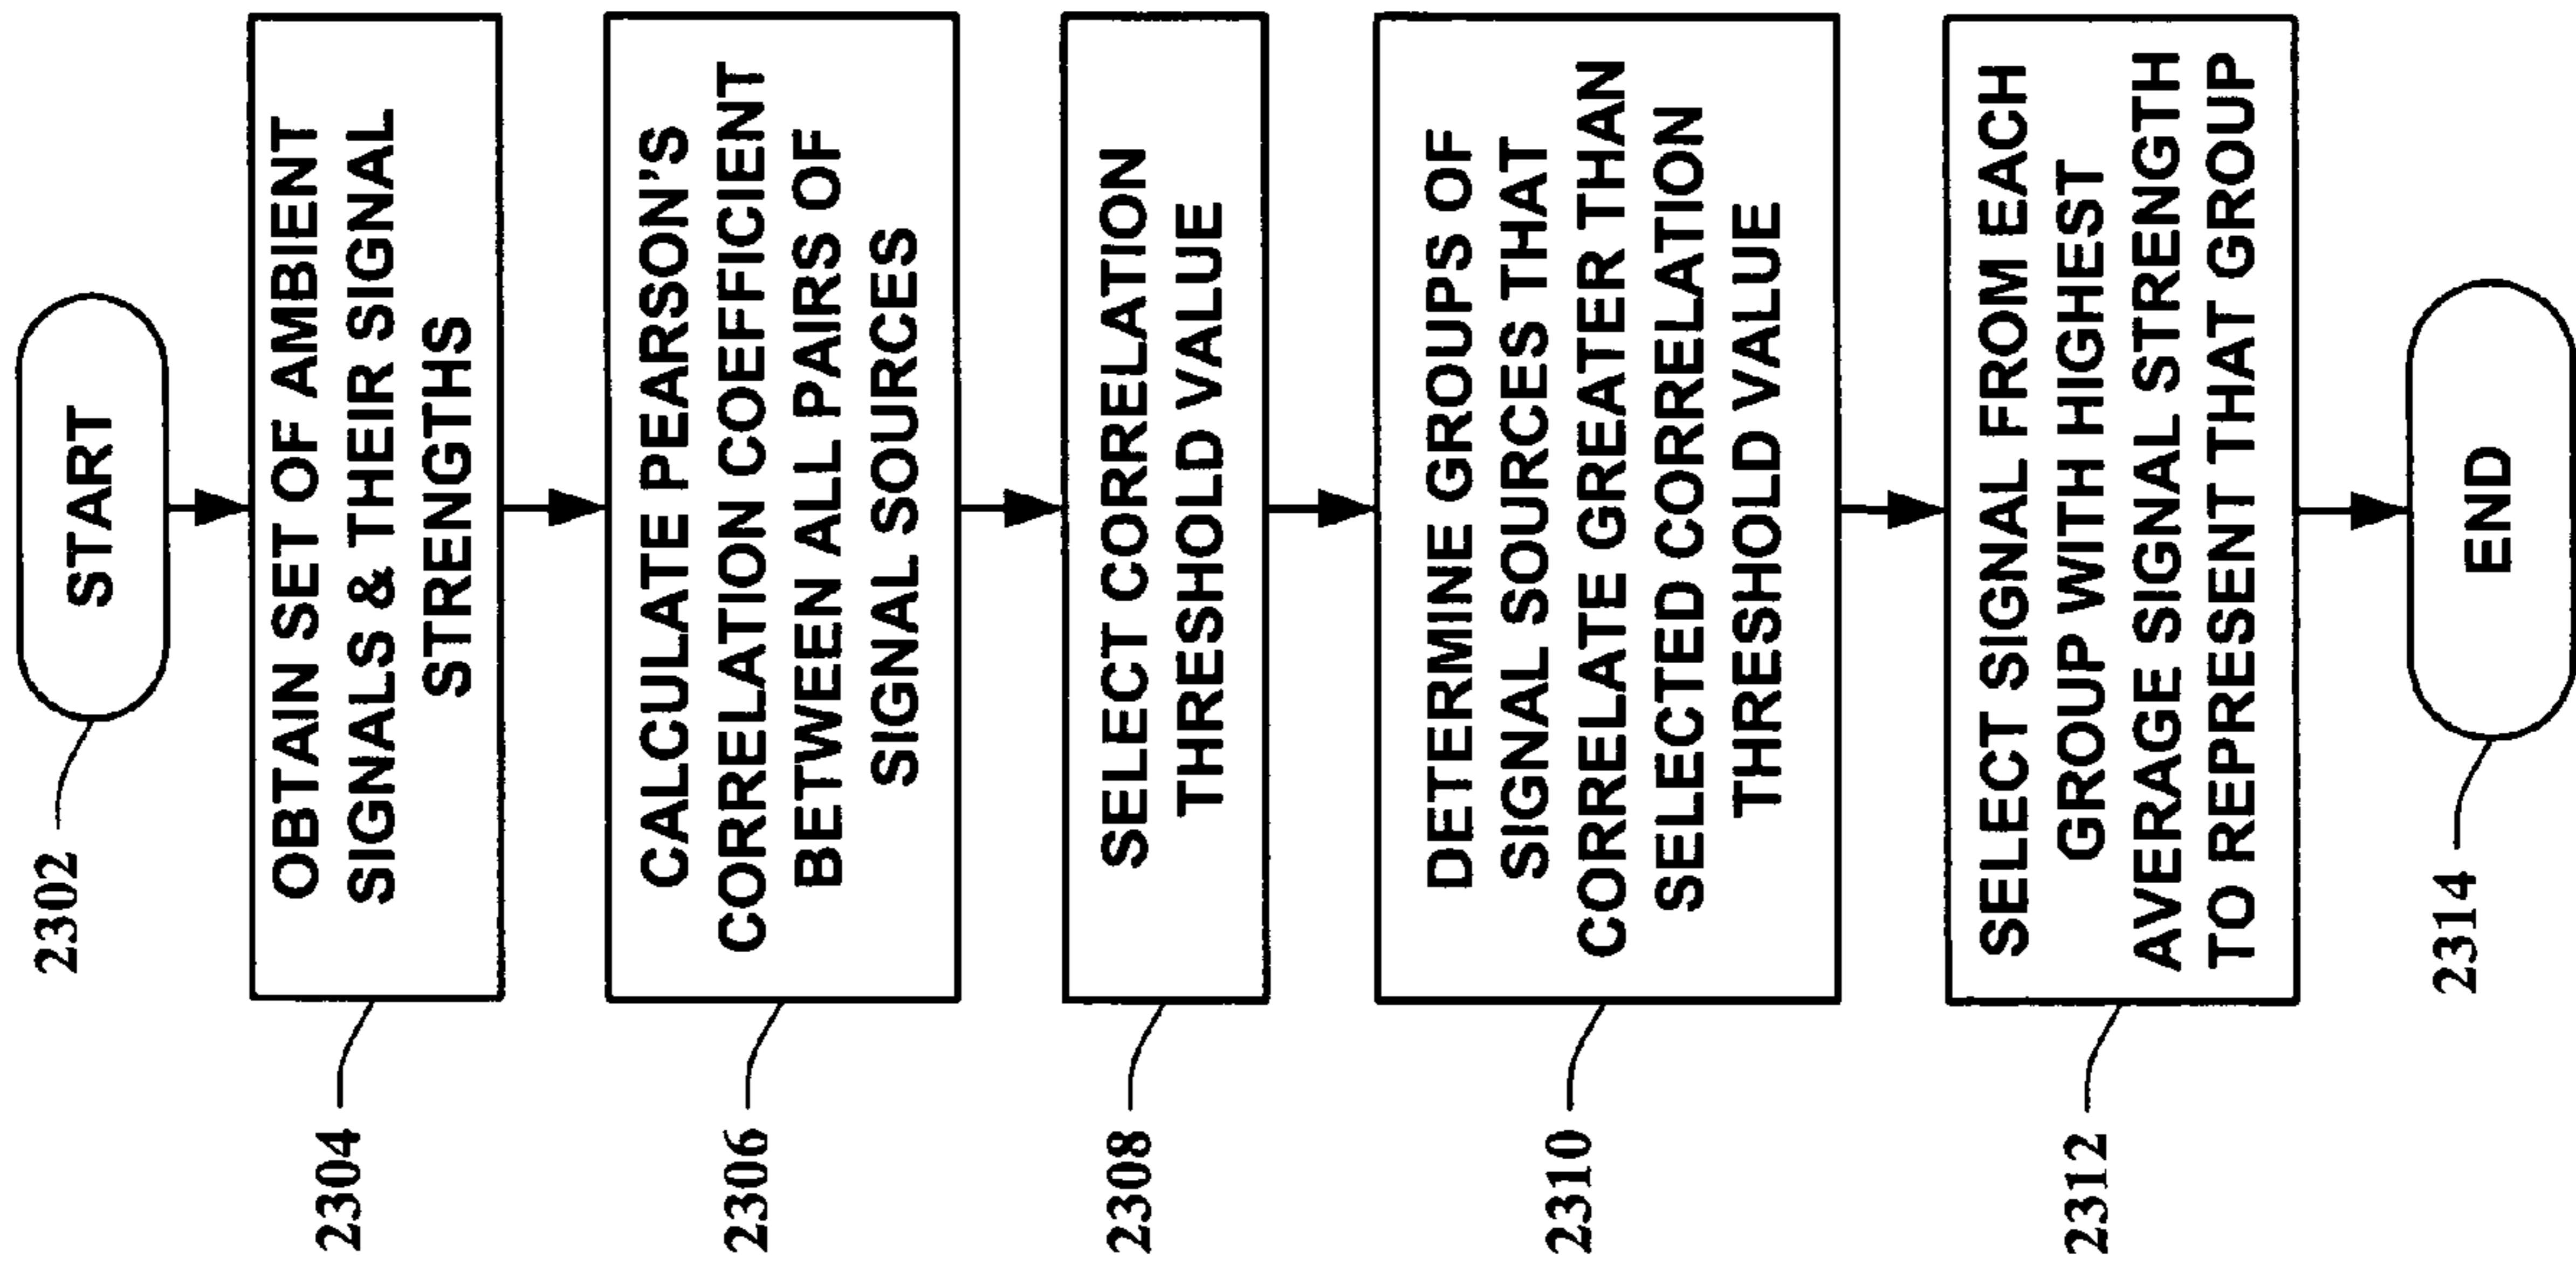 START
2302
OBTAIN SET OF AMBIENT
SIGNALS & THEIR SIGNAL
STRENGTHS
2304
CALCULATE PEARSON'S
CORRELATION COEFFICIENT
BETWEEN ALL PAIRS OF
SIGNAL SOURCES
2306
SELECT CORRELATION
THRESHOLD VALUE
2308
DETERMINE GROUPS OF
SIGNAL SOURCES THAT
CORRELATE GREATER THAN
SELECTED CORRELATION
THRESHOLD VALUE
2310
SELECT SIGNAL FROM EACH
GROUP WITH HIGHEST
AVERAGE SIGNAL STRENGTH
TO REPRESENT THAT GROUP
2312
END
2314